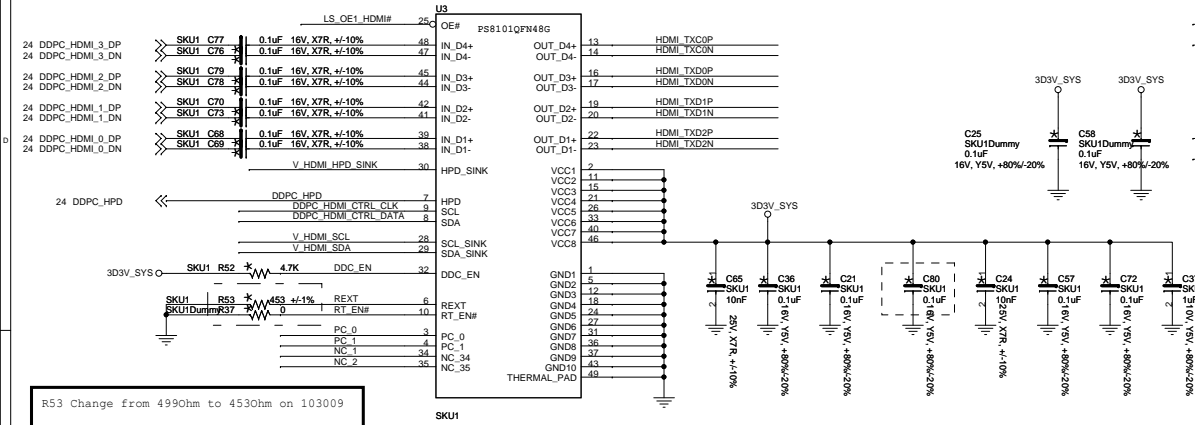 U3
LS_OE1_HDMI# 25 OE# PS8101QFN48G
24 DDPC_HDMI_3_DP SKU1 C77 0.1uF 16V, X7R, +/-10% 48 IN_D4+ OUT_D4+ 13 HDMI_TXC0P
24 DDPC_HDMI_3_DN SKU1 C76 0.1uF 16V, X7R, +/-10% 47 IN_D4- OUT_D4- 14 HDMI_TXC0N
24 DDPC_HDMI_2_DP SKU1 C79 0.1uF 16V, X7R, +/-10% 45 IN_D3+ OUT_D3+ 16 HDMI_TXD0P
24 DDPC_HDMI_2_DN SKU1 C78 0.1uF 16V, X7R, +/-10% 44 IN_D3- OUT_D3- 17 HDMI_TXD0N
24 DDPC_HDMI_1_DP SKU1 C70 0.1uF 16V, X7R, +/-10% 42 IN_D2+ OUT_D2+ 19 HDMI_TXD1P
24 DDPC_HDMI_1_DN SKU1 C73 0.1uF 16V, X7R, +/-10% 41 IN_D2- OUT_D2- 20 HDMI_TXD1N
24 DDPC_HDMI_0_DP SKU1 C68 0.1uF 16V, X7R, +/-10% 39 IN_D1+ OUT_D1+ 22 HDMI_TXD2P
24 DDPC_HDMI_0_DN SKU1 C69 0.1uF 16V, X7R, +/-10% 38 IN_D1- OUT_D1- 23 HDMI_TXD2N
D
V_HDMI_HPD_SINK 30 HPD_SINK
24 DDPC_HPD DDPC_HPD 7 HPD
DDPC_HDMI_CTRL_CLK 9 SCL
DDPC_HDMI_CTRL_DATA 8 SDA
V_HDMI_SCL 28 SCL_SINK
V_HDMI_SDA 29 SDA_SINK
3D3V_SYS SKU1 R52 4.7K DDC_EN 32 DDC_EN
SKU1 R53 453 +/-1% REXT 6 REXT
SKU1Dummy R37 0 RT_EN# 10 RT_EN#
PC_0 3 PC_0
PC_1 4 PC_1
NC_1 34 NC_34
NC_2 35 NC_35
VCC1 2
VCC2 11
VCC3 15
VCC4 21
VCC5 26
VCC6 33
VCC7 40
VCC8 46
GND1 1
GND2 5
GND3 12
GND4 18
GND5 24
GND6 27
GND7 31
GND8 36
GND9 37
GND10 43
THERMAL_PAD 49
SKU1
3D3V_SYS
3D3V_SYS
3D3V_SYS
C25
SKU1Dummy
0.1uF
16V, Y5V, +80%/-20%
C58
SKU1Dummy
0.1uF
16V, Y5V, +80%/-20%
1 2 C65 SKU1 10nF 25V, X7R, +/-10%
C36 SKU1 0.1uF 16V, Y5V, +80%/-20%
C21 SKU1 0.1uF 16V, Y5V, +80%/-20%
C80 SKU1 0.1uF 16V, Y5V, +80%/-20%
1 2 C24 SKU1 10nF 25V, X7R, +/-10%
C57 SKU1 0.1uF 16V, Y5V, +80%/-20%
C72 SKU1 0.1uF 16V, Y5V, +80%/-20%
SKU1 1uF 10V, Y5V, +80%/-20%
R53 Change from 499Ohm to 453Ohm on 103009